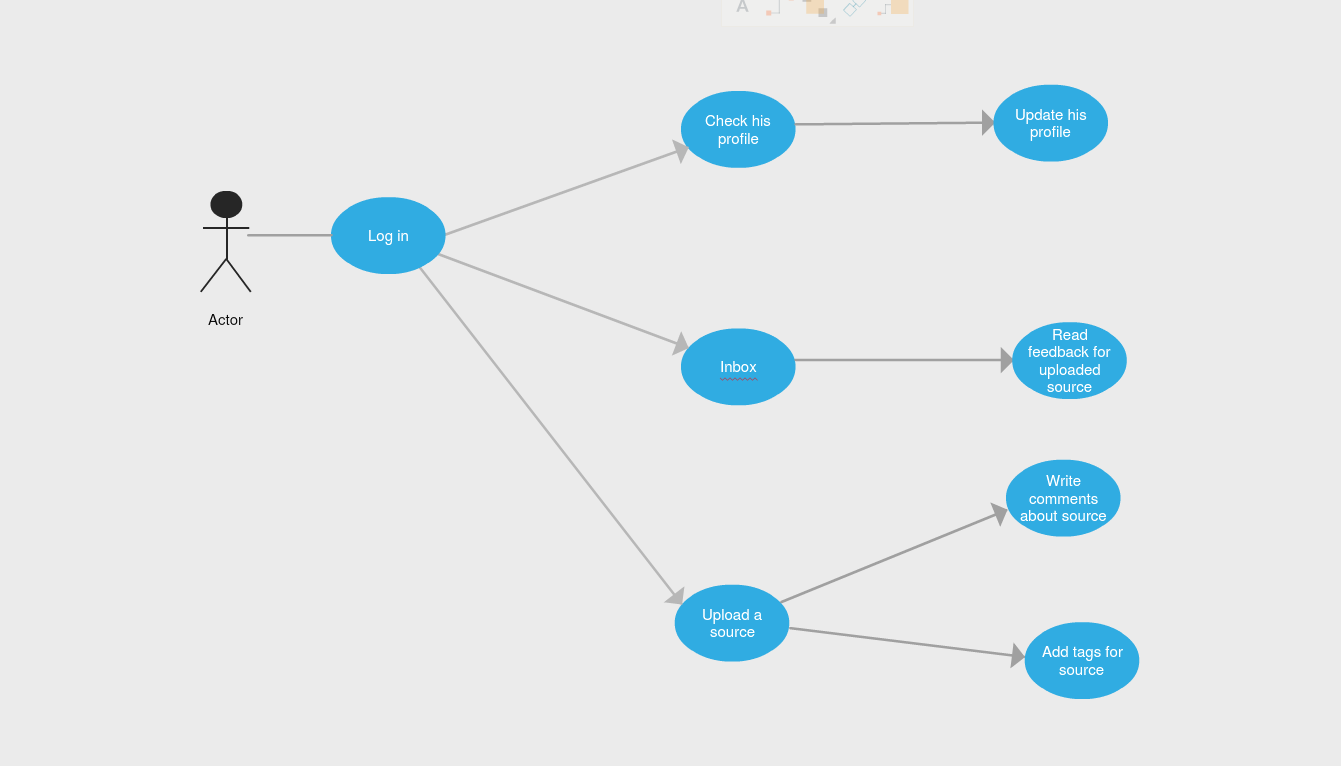 A
Check his
profile
Update his
profile
Log in
Actor
Inbox
Read
feedback for
uploaded
source
Write
comments
about source
Upload a
source
Add tags for
source